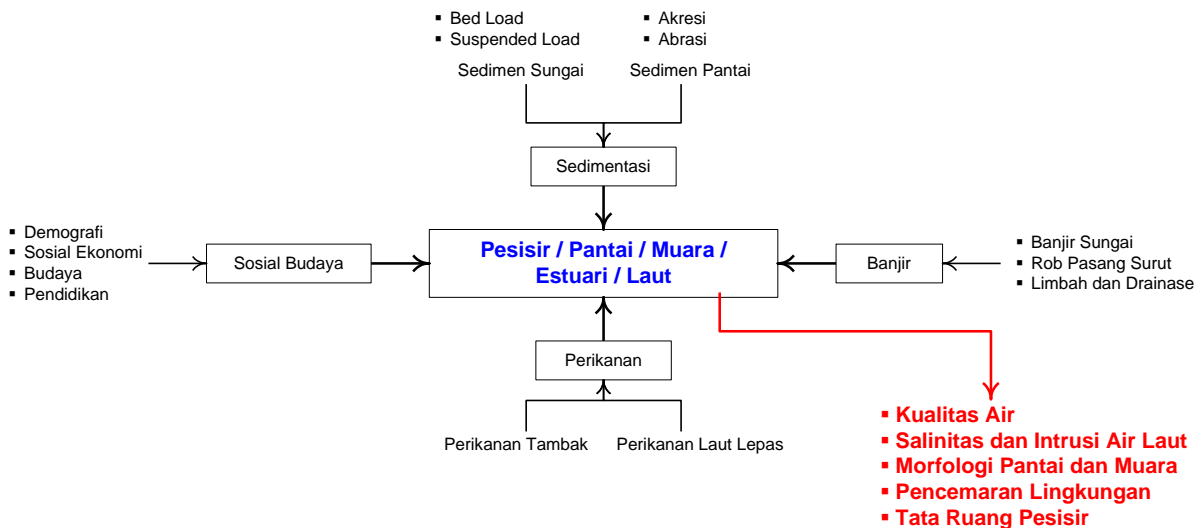 ▪ Bed Load
▪ Suspended Load
Sedimen Sungai
▪ Akresi
▪ Abrasi
Sedimen Pantai
Sedimentasi
▪ Demografi
▪ Sosial Ekonomi
▪ Budaya
▪ Pendidikan
Sosial Budaya
Pesisir / Pantai / Muara /
Estuari / Laut
Banjir
▪ Banjir Sungai
▪ Rob Pasang Surut
▪ Limbah dan Drainase
Perikanan
Perikanan Tambak
Perikanan Laut Lepas
▪ Kualitas Air
▪ Salinitas dan Intrusi Air Laut
▪ Morfologi Pantai dan Muara
▪ Pencemaran Lingkungan
▪ Tata Ruang Pesisir